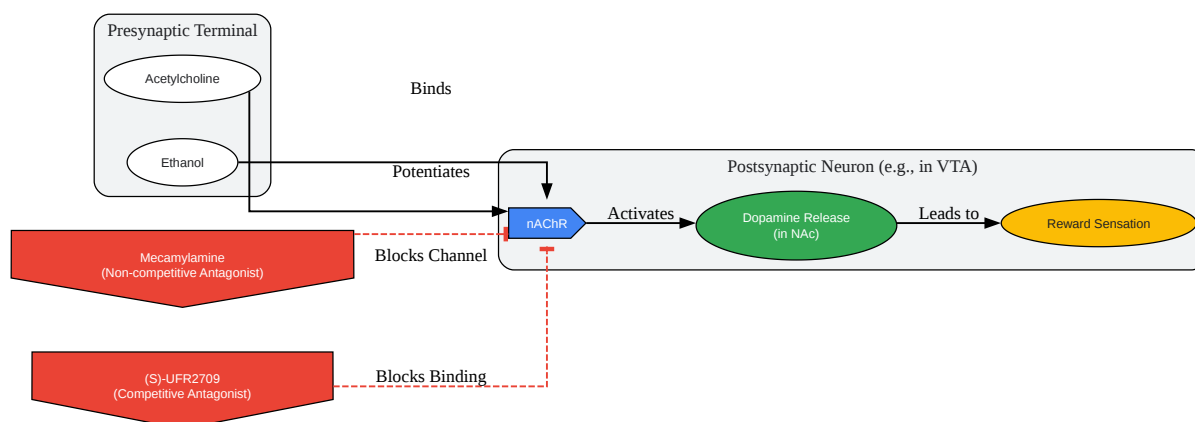 Presynaptic Terminal
Acetylcholine
Binds
Ethanol
Potentiates
Postsynaptic Neuron (e.g., in VTA)
nAChR
Activates
Dopamine Release
(in NAc)
Leads to
Reward Sensation
Mecamylamine
(Non-competitive Antagonist)
Blocks Channel
(S)-UFR2709
(Competitive Antagonist)
Blocks Binding